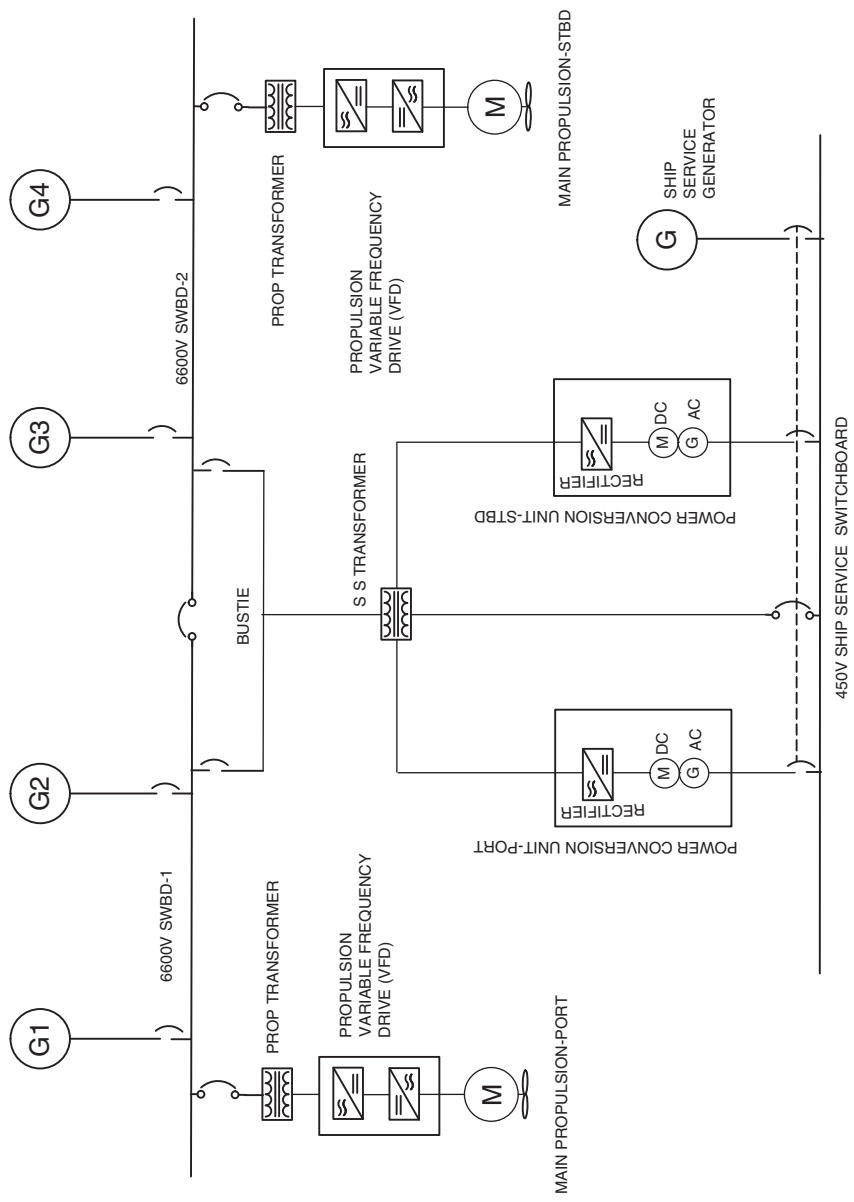 G1
G2
G3
G4
6600V SWBD-1
6600V SWBD-2
BUSTIE
PROP TRANSFORMER
PROPULSION
VARIABLE FREQUENCY
DRIVE (VFD)
M
MAIN PROPULSION-PORT
PROP TRANSFORMER
PROPULSION
VARIABLE FREQUENCY
DRIVE (VFD)
M
MAIN PROPULSION-STBD
S S TRANSFORMER
RECTIFIER
M
DC
G
AC
POWER CONVERSION UNIT-PORT
RECTIFIER
M
DC
G
AC
POWER CONVERSION UNIT-STBD
G
SHIP
SERVICE
GENERATOR
450V SHIP SERVICE SWITCHBOARD